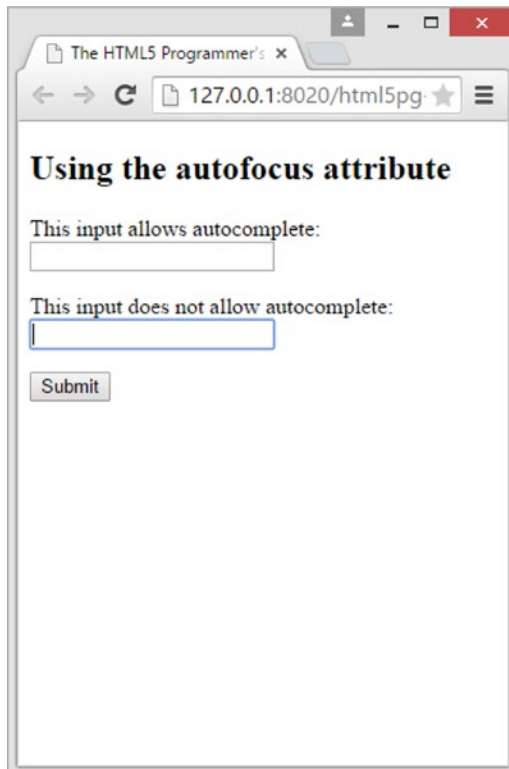 The HTML5 Programmer's
127.0.0.1:8020/html5pg
Using the autofocus attribute
This input allows autocomplete:
This input does not allow autocomplete:
Submit